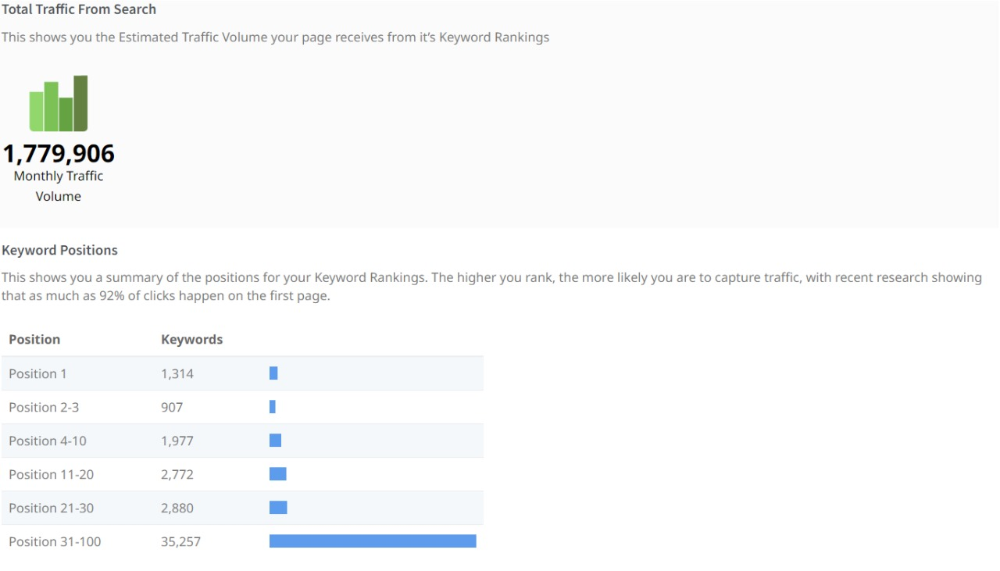 Total Traffic From Search
This shows you the Estimated Traffic Volume your page receives from it’s Keyword Rankings
1,779,906
Monthly Traffic
Volume
Keyword Positions
This shows you a summary of the positions for your Keyword Rankings. The higher you rank, the more likely you are to capture traffic, with recent research showing
that as much as 92% of clicks happen on the first page.
Position Keywords
Position 1 1,314
Position 2-3 907
Position 4-10 1,977
Position 11-20 2,772
Position 21-30 2,880
Position 31-100 35,257